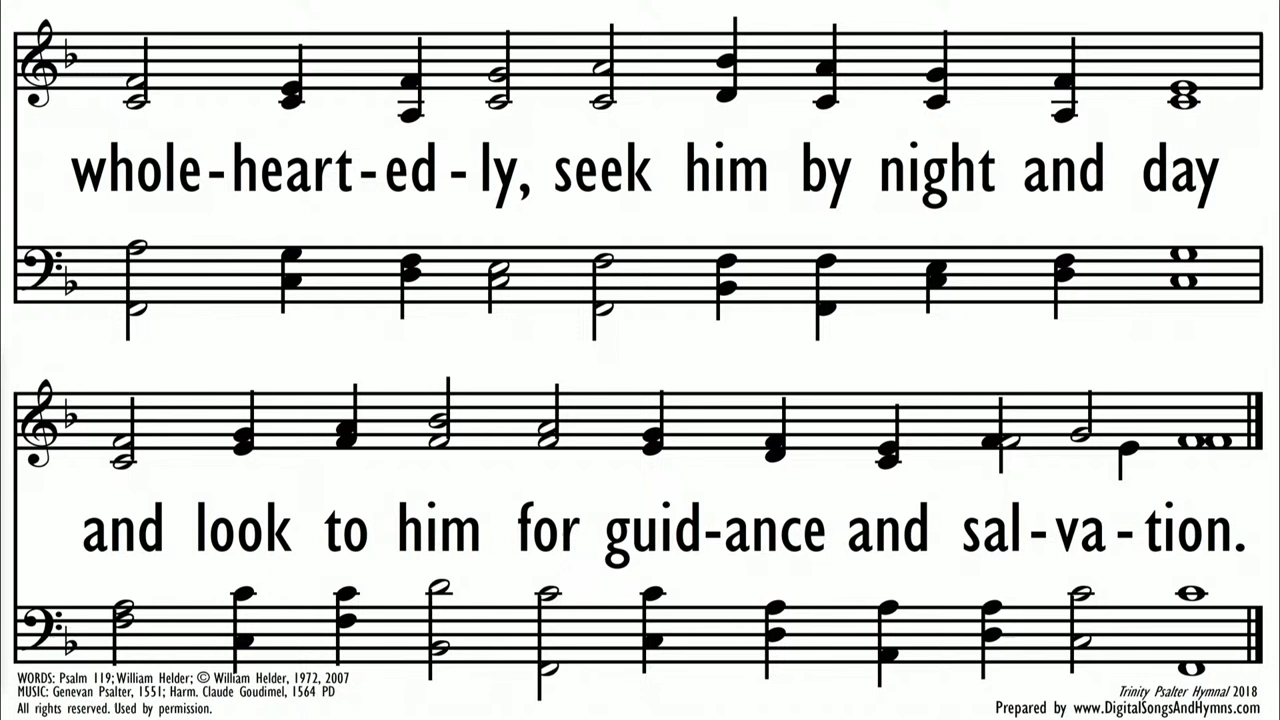 whole-heart-ed-ly, seek him by night and day
and look to him for guid-ance and sal-va-tion.
WORDS: Psalm 119; William Helder; © William Helder, 1972, 2007
MUSIC: Genevan Psalter, 1551; Harm. Claude Goudimel, 1564 PD
All rights reserved. Used by permission.
Trinity Psalter Hymnal 2018
Prepared by www.DigitalSongsAndHymns.com